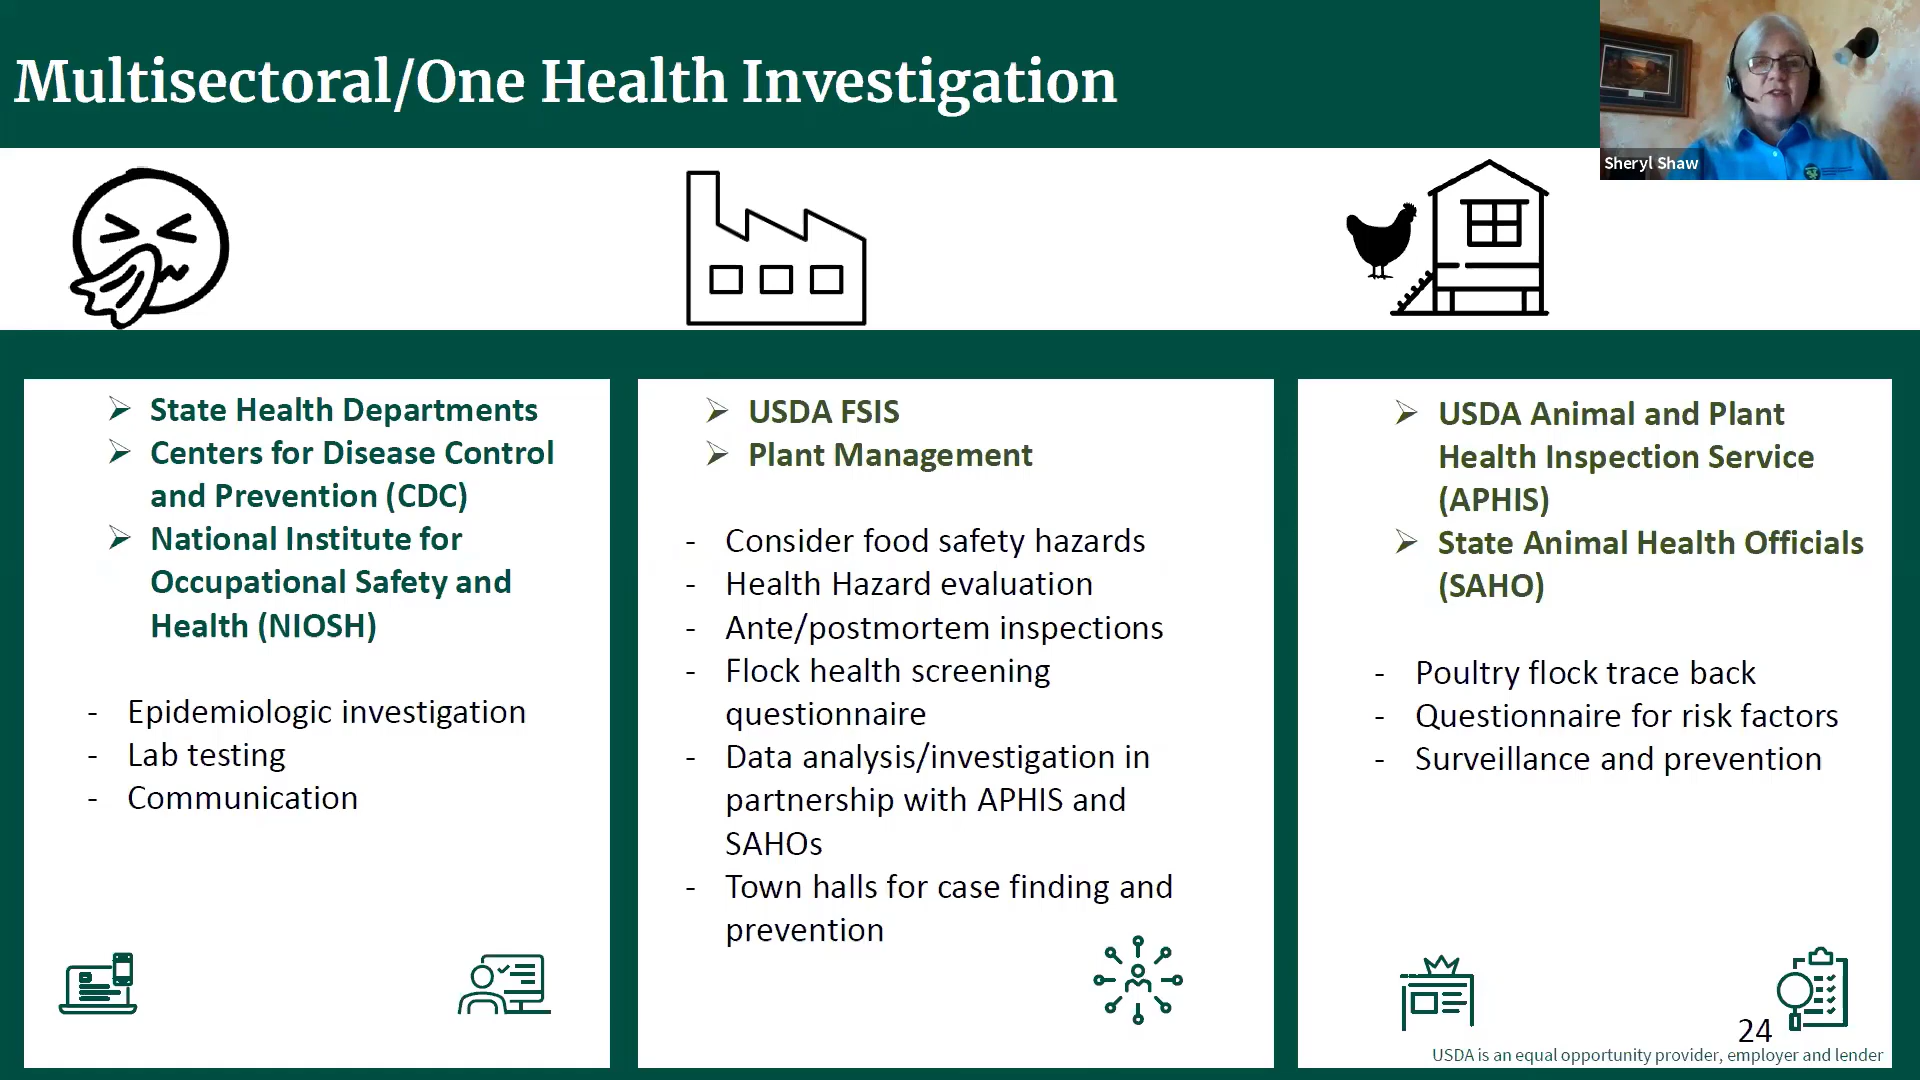 Multisectoral/One Health Investigation
Sheryl Shaw
➢ State Health Departments
➢ Centers for Disease Control
and Prevention (CDC)
➢ National Institute for
Occupational Safety and
Health (NIOSH)
- Epidemiologic investigation
- Lab testing
- Communication
➢ USDA FSIS
➢ Plant Management
- Consider food safety hazards
- Health Hazard evaluation
- Ante/postmortem inspections
- Flock health screening
questionnaire
- Data analysis/investigation in
partnership with APHIS and
SAHOs
- Town halls for case finding and
prevention
➢ USDA Animal and Plant
Health Inspection Service
(APHIS)
➢ State Animal Health Officials
(SAHO)
- Poultry flock trace back
- Questionnaire for risk factors
- Surveillance and prevention
24
USDA is an equal opportunity provider, employer and lender